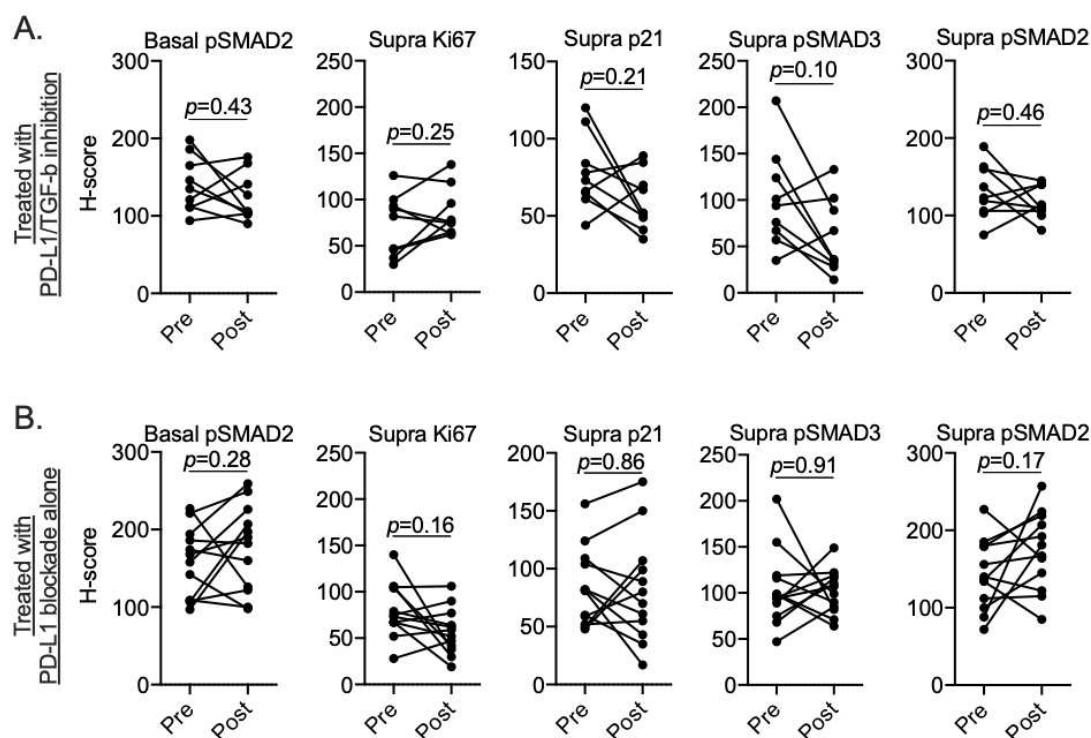 A.
Treated with
PD-L1/TGF-b inhibition
H-score
Basal pSMAD2
p=0.43
300
200
100
0
Pre
Post
Supra Ki67
p=0.25
250
200
150
100
50
0
Pre
Post
Supra p21
p=0.21
150
100
50
0
Pre
Post
Supra pSMAD3
p=0.10
250
200
150
100
50
0
Pre
Post
Supra pSMAD2
p=0.46
300
200
100
0
Pre
Post
B.
Treated with
PD-L1 blockade alone
H-score
Basal pSMAD2
p=0.28
300
200
100
0
Pre
Post
Supra Ki67
p=0.16
250
200
150
100
50
0
Pre
Post
Supra p21
p=0.86
200
150
100
50
0
Pre
Post
Supra pSMAD3
p=0.91
250
200
150
100
50
0
Pre
Post
Supra pSMAD2
p=0.17
300
200
100
0
Pre
Post